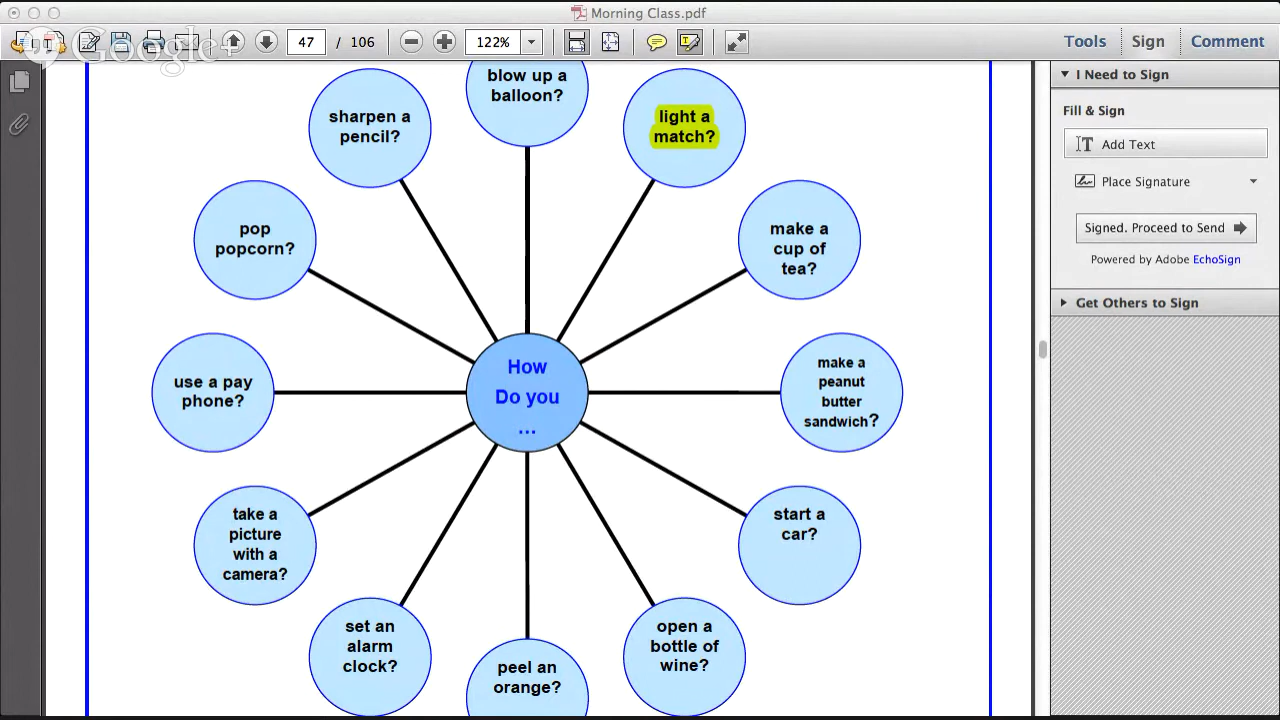 Morning Class.pdf
Google+
47 / 106
122%
Tools
Sign
Comment
I Need to Sign
Fill & Sign
Add Text
Place Signature
Signed. Proceed to Send
Powered by Adobe EchoSign
Get Others to Sign
blow up a
balloon?
light a
match?
make a
cup of
tea?
make a
peanut
butter
sandwich?
start a
car?
open a
bottle of
wine?
peel an
orange?
set an
alarm
clock?
take a
picture
with a
camera?
use a pay
phone?
pop
popcorn?
sharpen a
pencil?
How
Do you
...